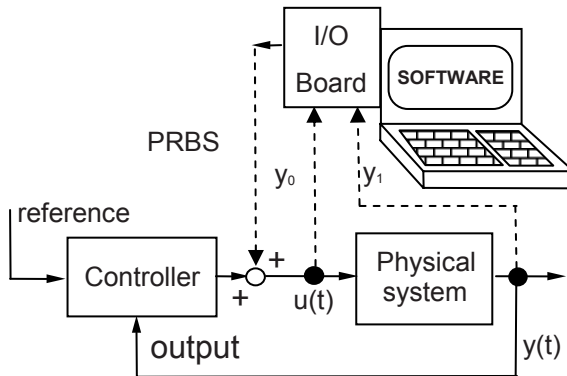 I/O
Board
SOFTWARE
PRBS
y0
y1
reference
Controller
+
+
u(t)
Physical
system
output
y(t)